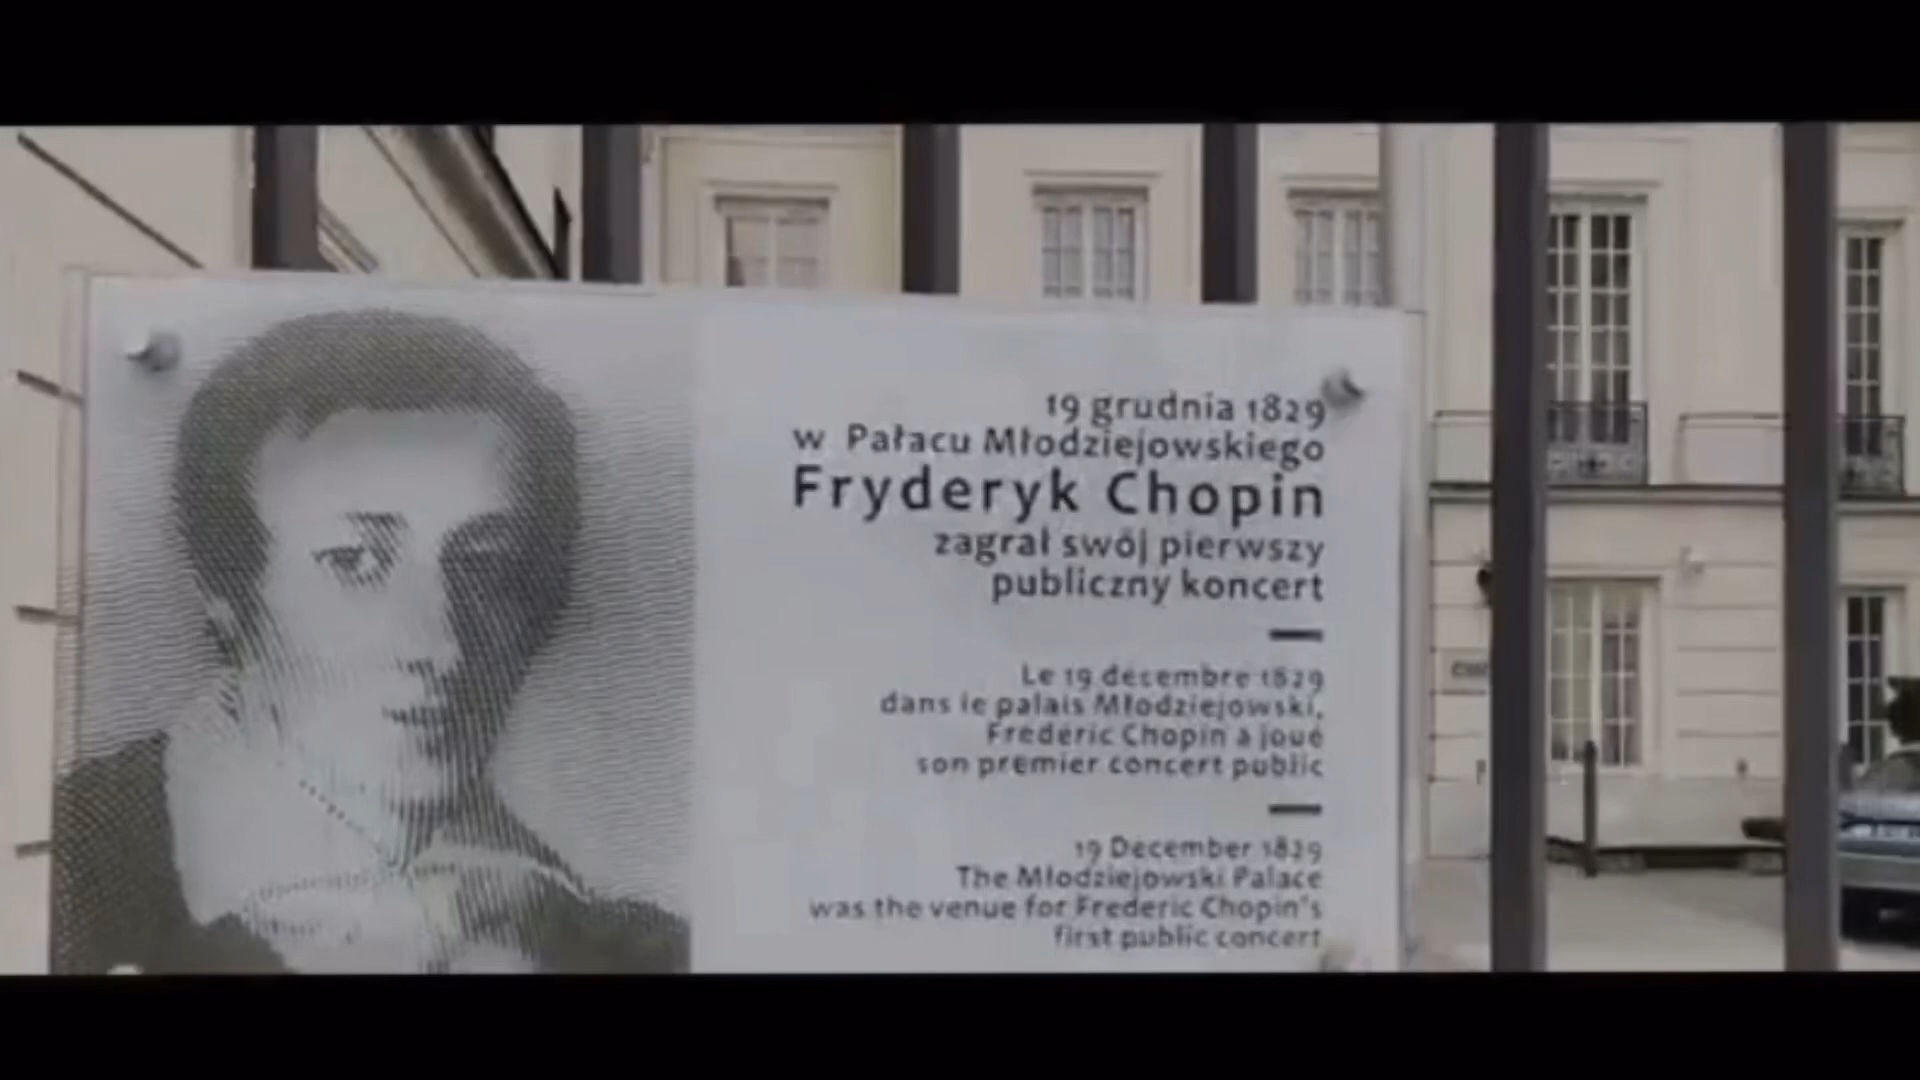 19 grudnia 1829
w Pałacu Młodziejowskiego
Fryderyk Chopin
zagrał swój pierwszy
publiczny koncert
Le 19 décembre 1829
dans le palais Młodziejowski,
Frédéric Chopin a joué
son premier concert public
19 December 1829
The Młodziejowski Palace
was the venue for Frederic Chopin's
first public concert